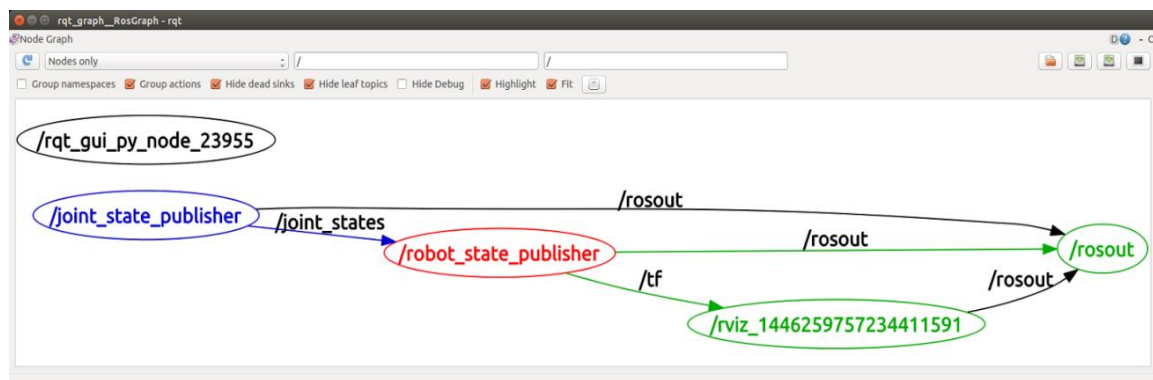 rqt_graph__RosGraph - rqt
Node Graph
D - C
Nodes only / /
Group namespaces Group actions Hide dead sinks Hide leaf topics Hide Debug Highlight Fit
/rqt_gui_py_node_23955
/rosout
/joint_state_publisher
/joint_states
/rosout
/rosout
/robot_state_publisher
/tf
/rosout
/rviz_1446259757234411591